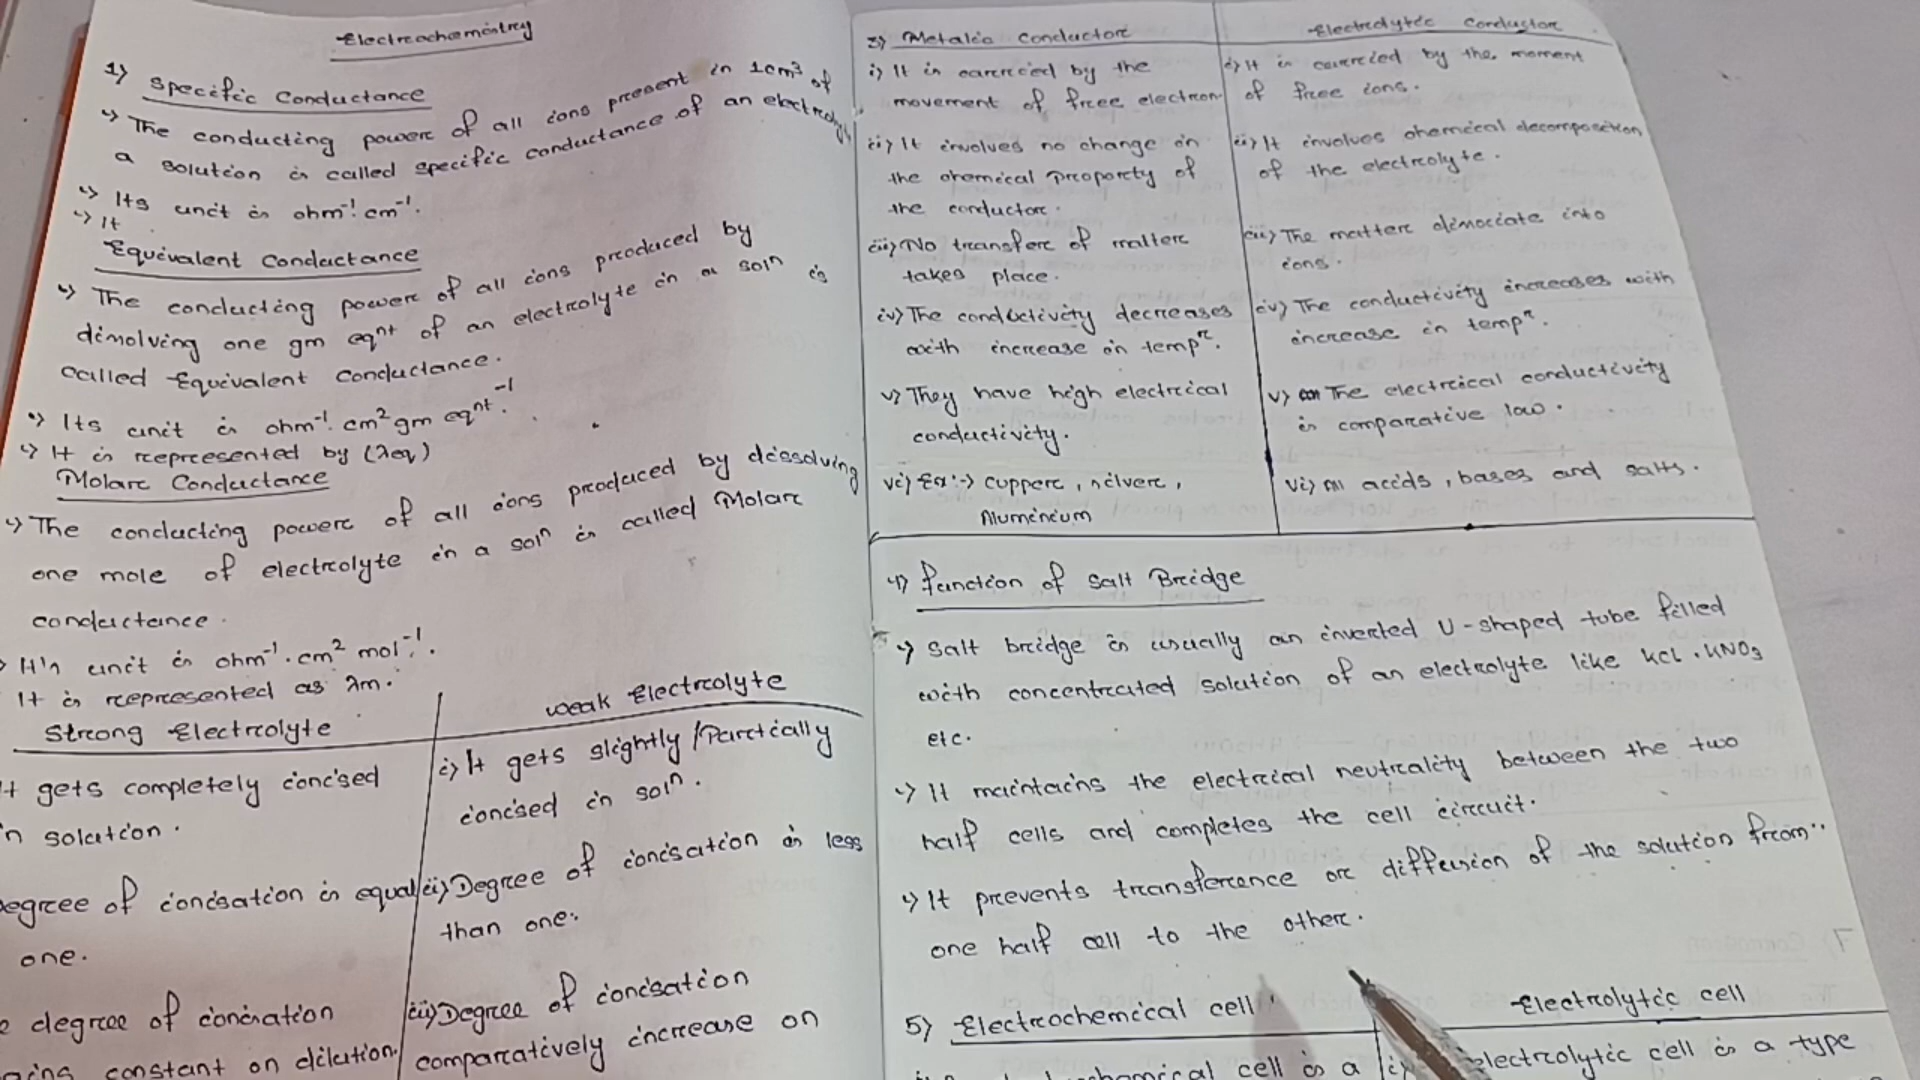 Electrochemistry
1) Specific Conductance
↳ The conducting power of all ions present in 1cm³ of
a solution is called specific conductance of an electrolyte
↳ Its unit is ohm⁻¹. cm⁻¹.
↳ It
Equivalent Conductance
↳ The conducting power of all ions produced by
dissolving one gm eqnt of an electrolyte in a soln is
called Equivalent Conductance.
↳ Its unit is ohm⁻¹. cm² gm eqnt⁻¹.
↳ It is represented by (λeq)
Molar Conductance
↳ The conducting power of all ions produced by dissolving
one mole of electrolyte in a soln is called Molar
conductance.
It's unit is ohm⁻¹. cm² mol⁻¹.
It is represented as λm.
Strong Electrolyte
weak Electrolyte
It gets completely ionised
in solution.
i) It gets slightly / Partially
ionised in soln.
egree of ionisation is equal
one.
ii) Degree of ionisation is less
than one.
e degree of ionisation
constant on dilution
iii) Degree of ionisation
comparatively increase on
3) Metalic Conductor
Electrolytic Conductor
i) It is carried by the
movement of free electron
i) It is carried by the moment
of free ions.
ii) It involves no change in
the chemical proporty of
the conductor.
ii) It involves chemical decomposition
of the electrolyte.
iii) No transfer of matter
takes place.
iii) The matter dissociate into
ions.
iv) The conductivity decreases
with increase in tempr.
iv) The conductivity increases with
increase in tempr.
v) They have high electrical
conductivity.
v) The electrical conductivity
is comparative low.
vi) Ex:→ Cupper, silver,
Aluminium
vi) All acids, bases and salts.
4) Function of Salt Bridge
↳ Salt bridge is usually an inverted U-shaped tube filled
with concentrated solution of an electrolyte like KCl. KNO₃
etc.
↳ It maintains the electrical neutrality between the two
half cells and completes the cell circuit.
↳ It prevents transference or diffusion of the solution from
one half cell to the other.
5) Electrochemical cell
Electrolytic cell
cell is a
electrolytic cell is a type